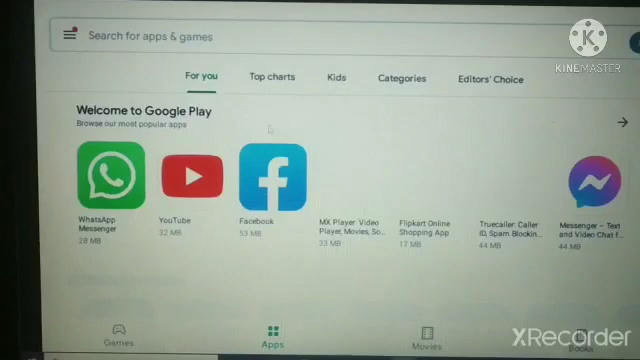 Search for apps & games
K
KINEMASTER
For you
Top charts
Kids
Categories
Editors' Choice
Welcome to Google Play
Browse our most popular apps
WhatsApp
Messenger
28 MB
YouTube
32 MB
Facebook
53 MB
MX Player: Video
Player, Movies, So...
33 MB
Flipkart Online
Shopping App
17 MB
Truecaller: Caller
ID, Spam Blockin...
44 MB
Messenger – Text
and Video Chat f...
44 MB
Games
Apps
Movies
Books
XRecorder